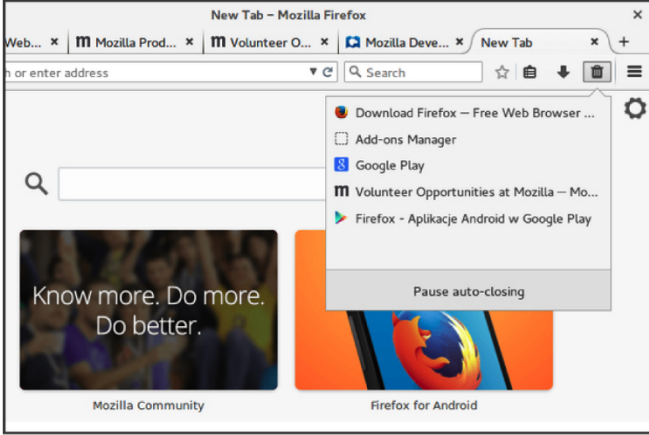 New Tab – Mozilla Firefox
Web...
Mozilla Prod...
Volunteer O...
Mozilla Deve...
New Tab
h or enter address
Search
Download Firefox — Free Web Browser ...
Add-ons Manager
Google Play
Volunteer Opportunities at Mozilla — Mo...
Firefox - Aplikacje Android w Google Play
Pause auto-closing
Know more. Do more.
Do better.
Mozilla Community
Firefox for Android